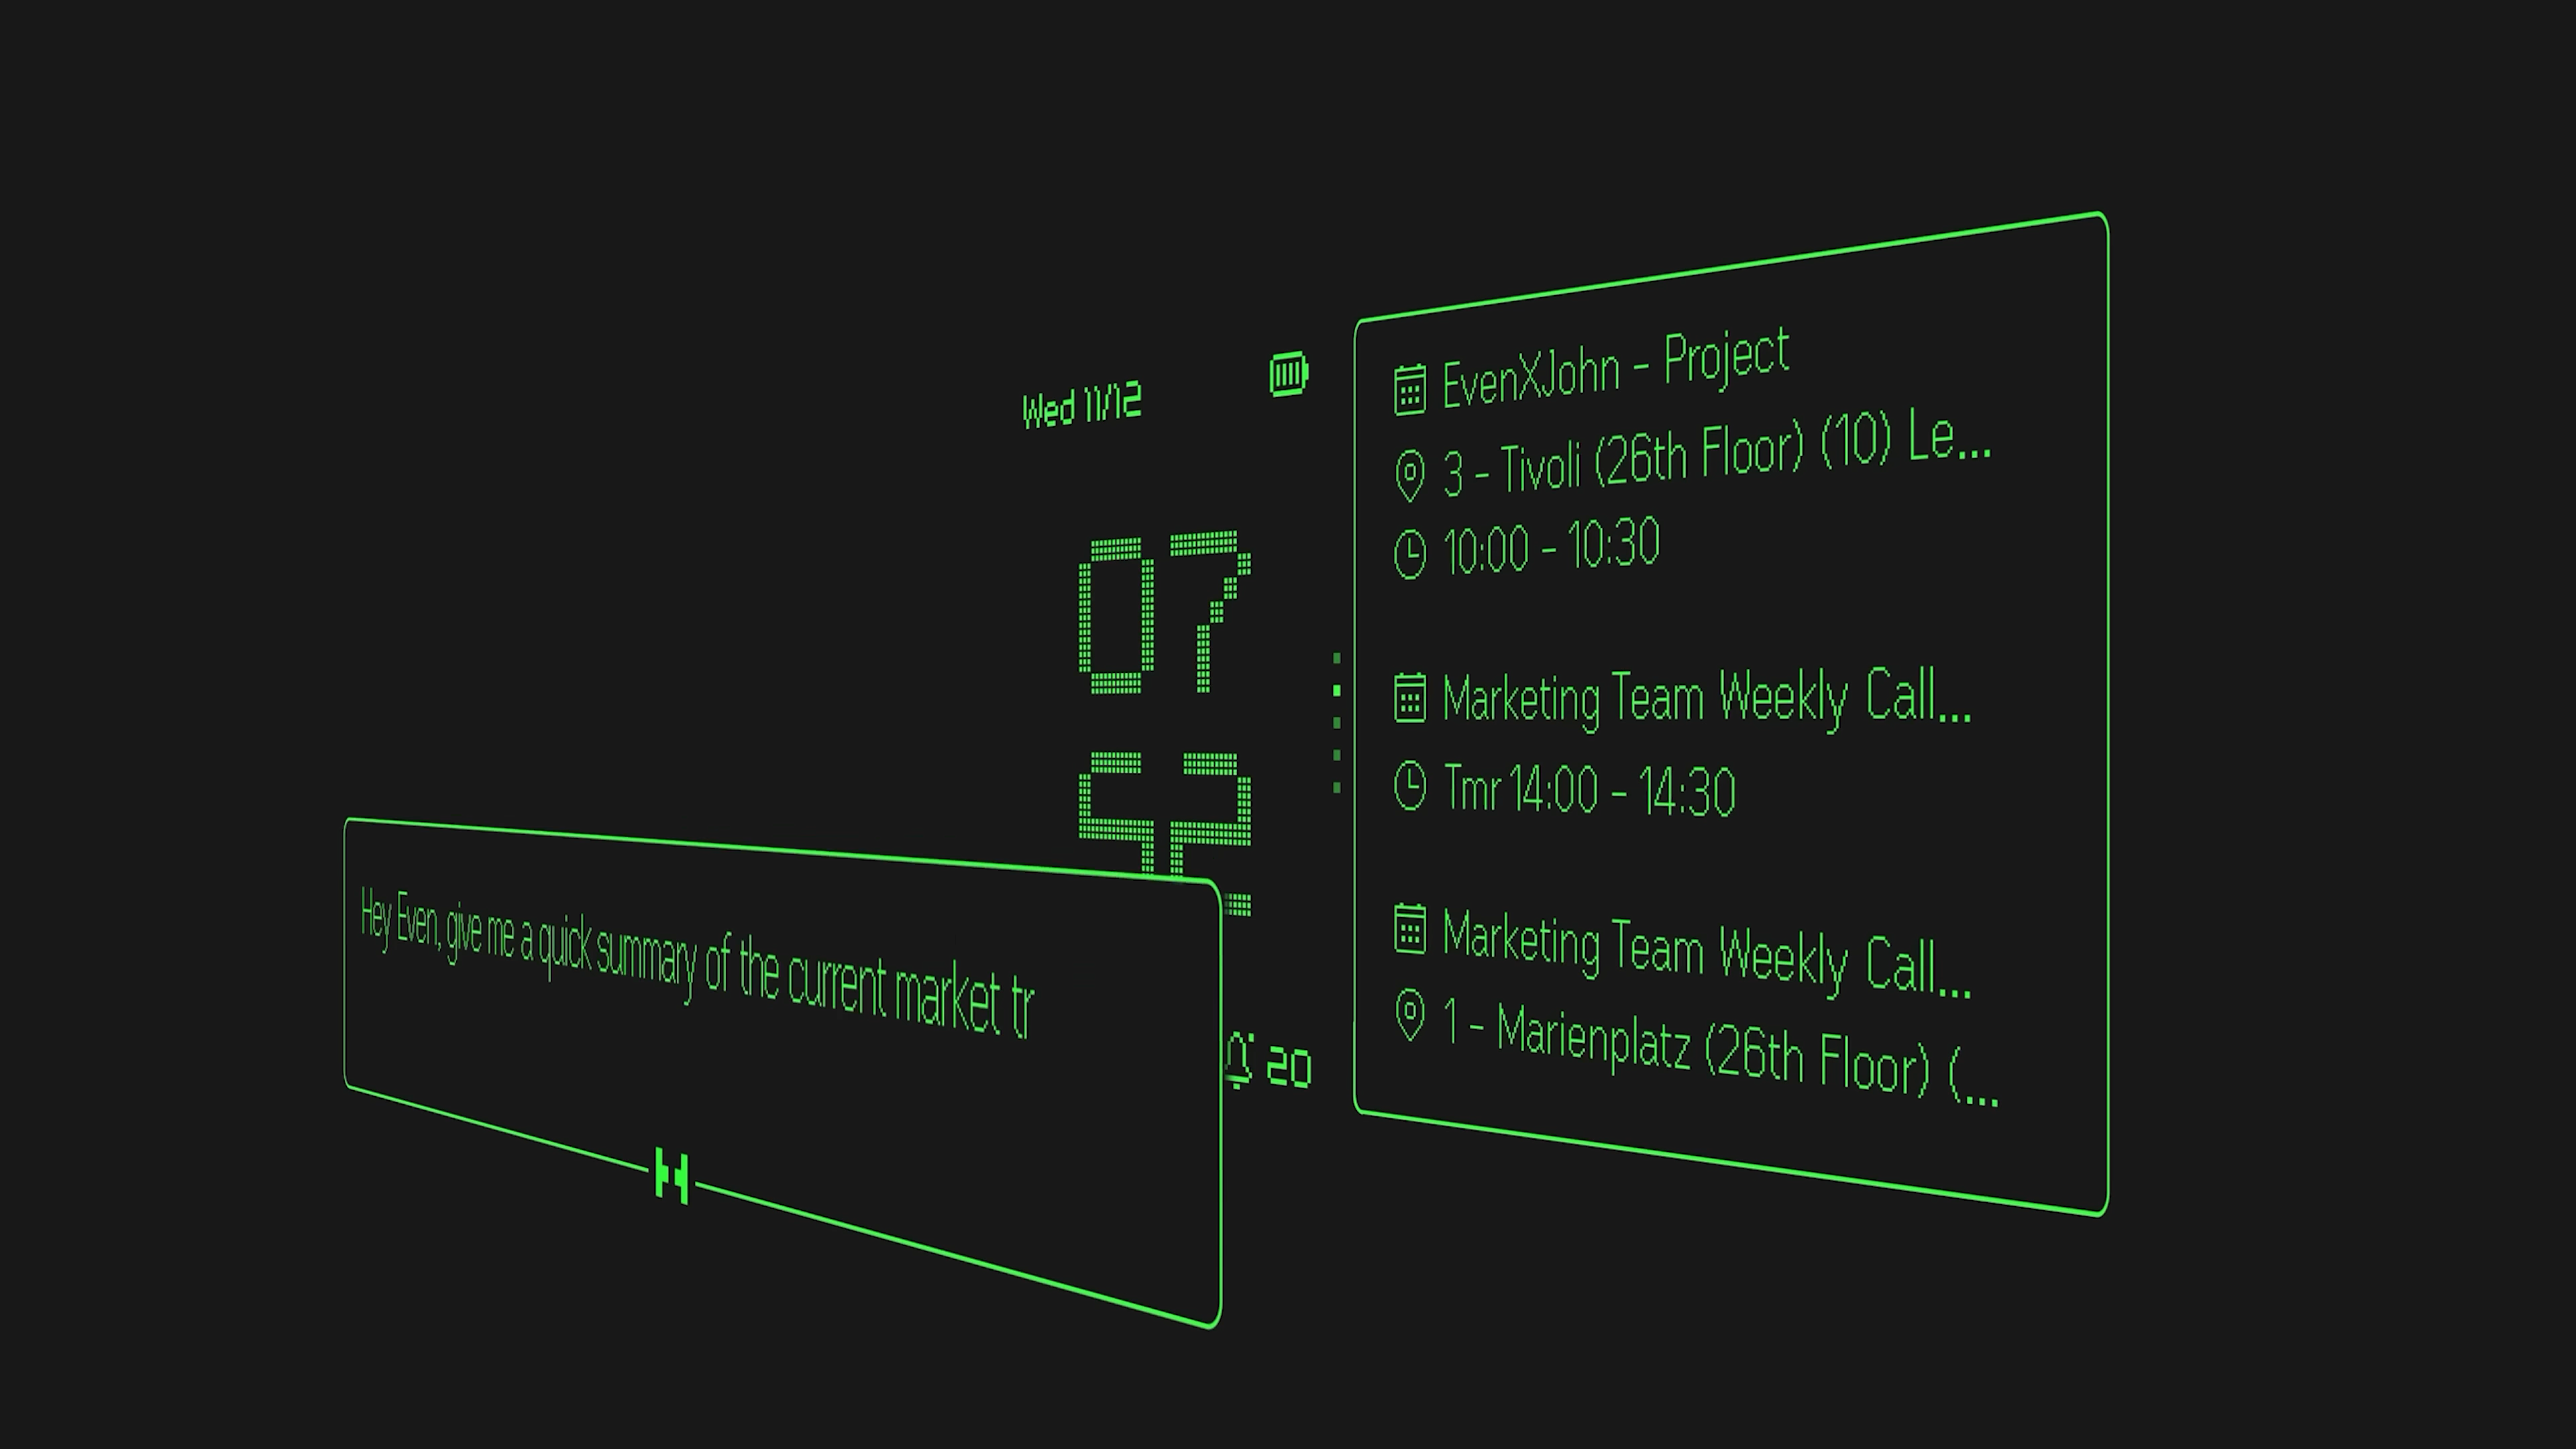 Wed 11/12
07
20
EvenXJohn - Project
3 - Tivoli (26th Floor) (10) Le...
10:00 - 10:30
Marketing Team Weekly Call...
Tmr 14:00 - 14:30
Marketing Team Weekly Call...
1 - Marienplatz (26th Floor) (...
Hey Even, give me a quick summary of the current market tr